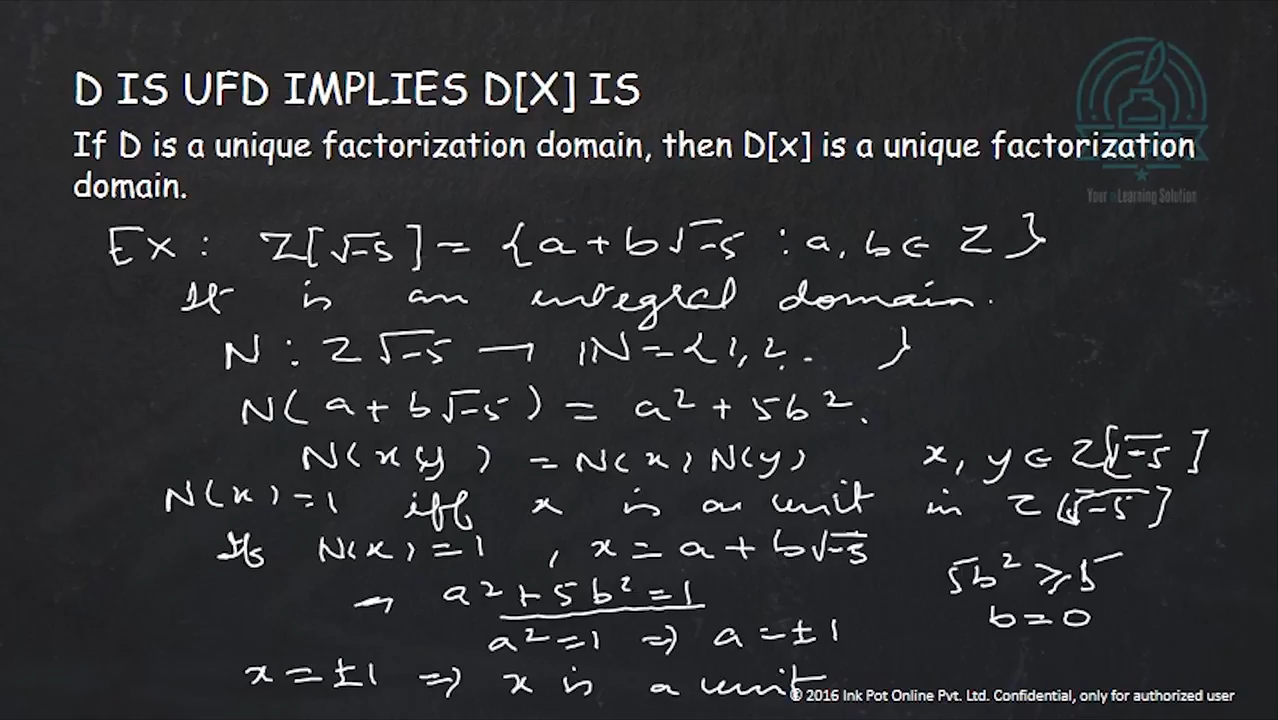 D IS UFD IMPLIES D[X] IS
If D is a unique factorization domain, then D[x] is a unique factorization
domain.
Your eLearning Solution
Ex : Z[√-5] = {a + b√-5 : a, b ∈ Z }
It is an integral domain.
N : Z √-5 → IN = {1, 2. }
N( a + b√-5 ) = a² + 5b².
N(xy) = N(x) N(y) x, y ∈ Z[√-5]
N(x) = 1 iff x is an unit in Z[√-5]
If N(x) = 1 , x = a + b√-5
→ a² + 5b² = 1 5b² ≥ 5
a² = 1 ⇒ a = ±1 b = 0
x = ±1 ⇒ x is a unit
© 2016 Ink Pot Online Pvt. Ltd. Confidential, only for authorized user